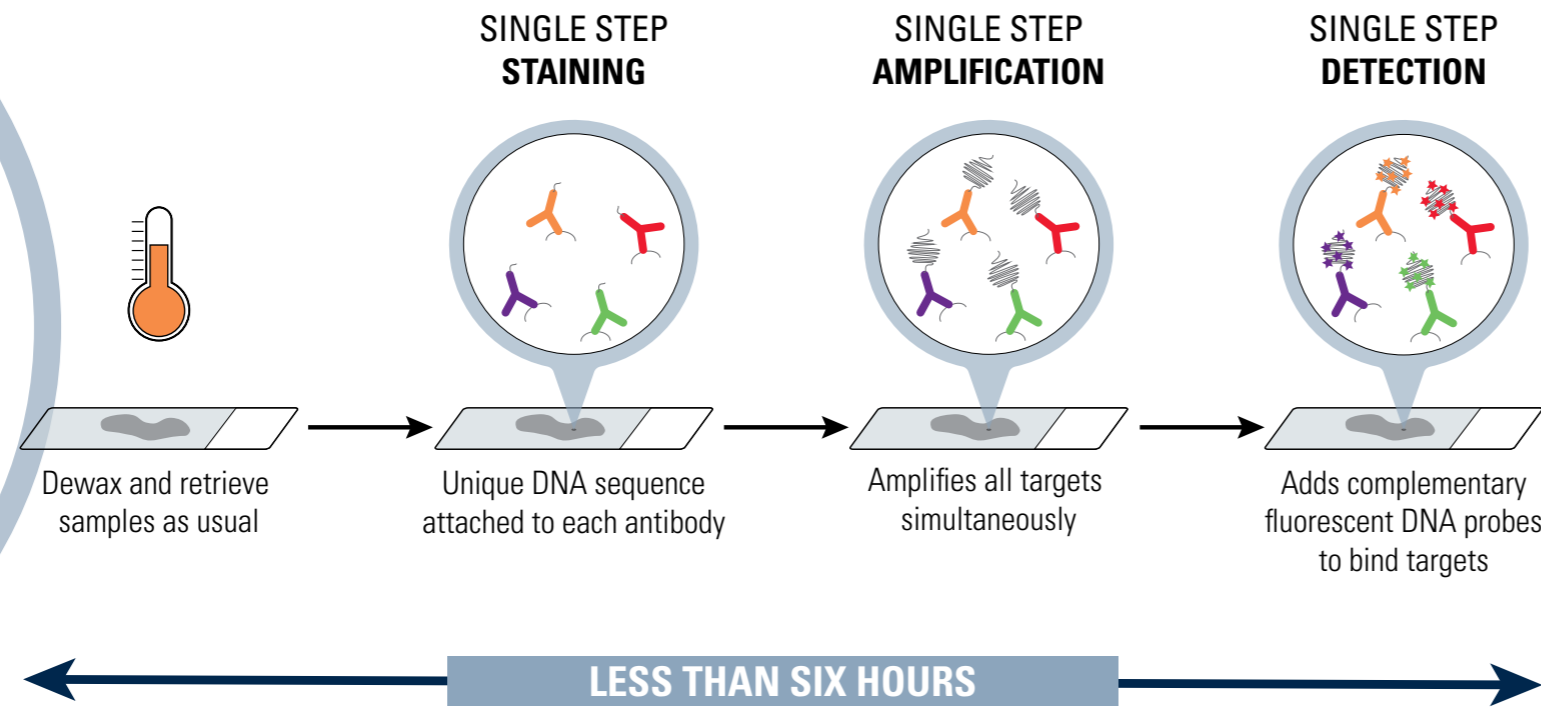 SINGLE STEP
STAINING
SINGLE STEP
AMPLIFICATION
SINGLE STEP
DETECTION
Dewax and retrieve
samples as usual
Unique DNA sequence
attached to each antibody
Amplifies all targets
simultaneously
Adds complementary
fluorescent DNA probes
to bind targets
LESS THAN SIX HOURS